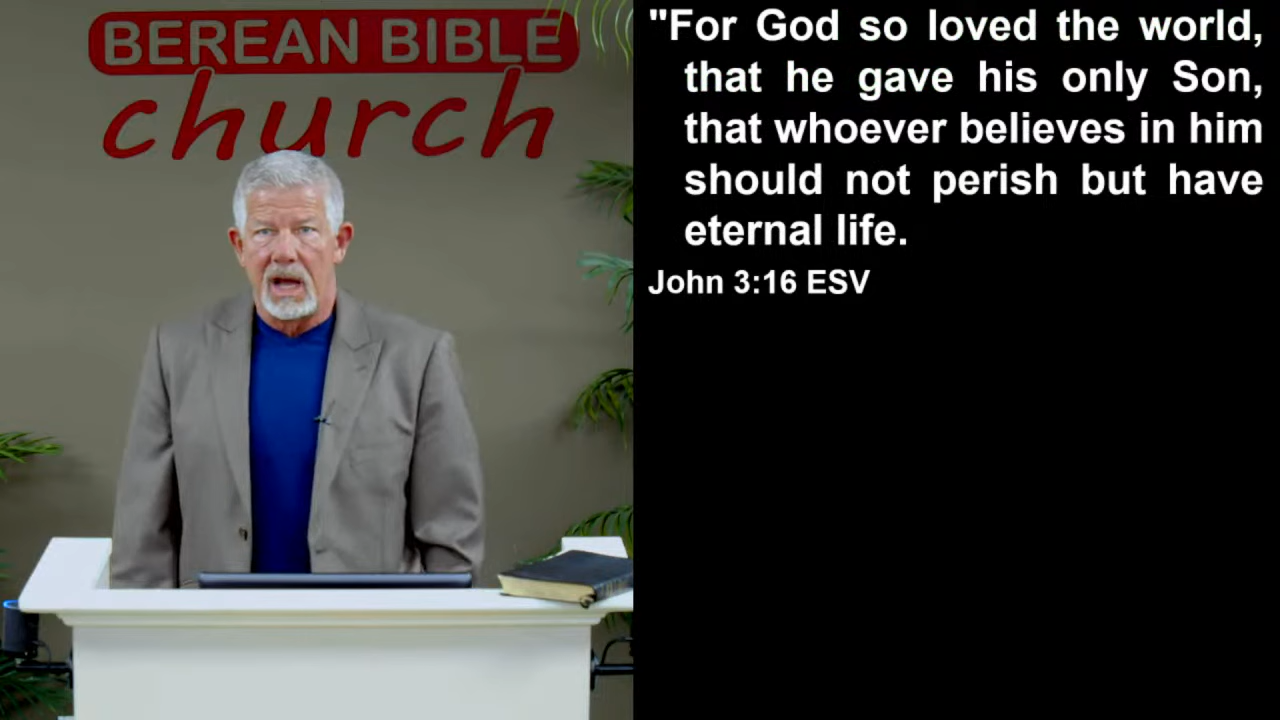 BEREAN BIBLE
church
"For God so loved the world,
that he gave his only Son,
that whoever believes in him
should not perish but have
eternal life.
John 3:16 ESV